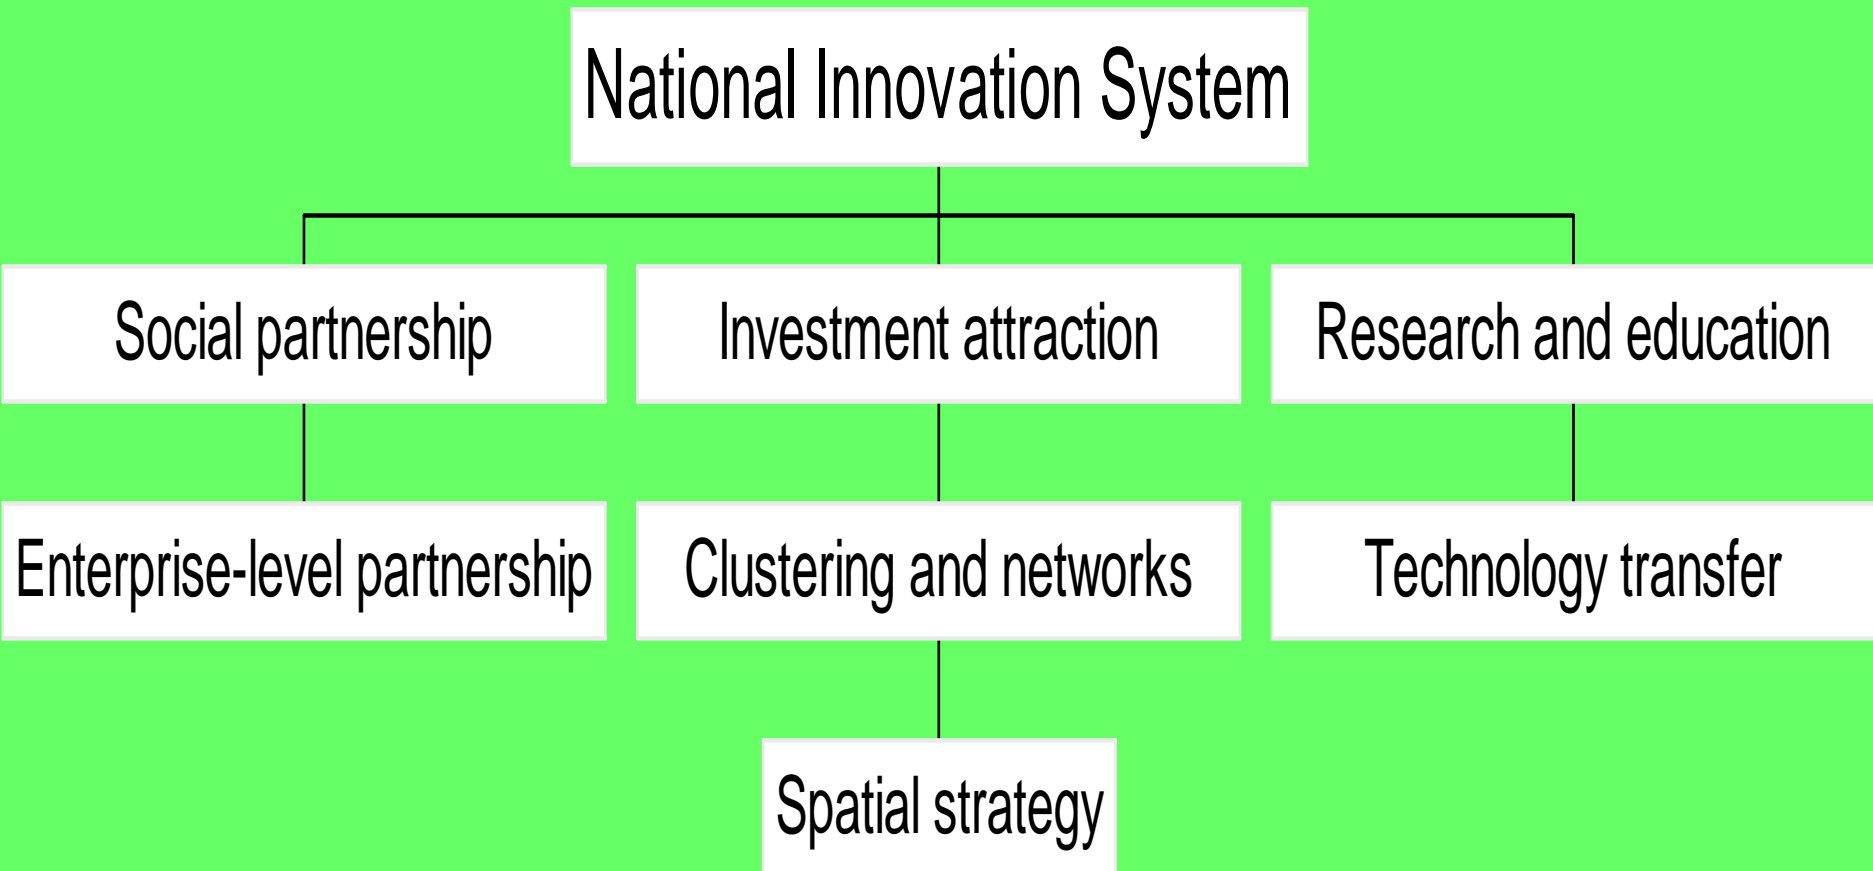 National Innovation System
Social partnership
Investment attraction
Research and education
Enterprise-level partnership
Clustering and networks
Technology transfer
Spatial strategy